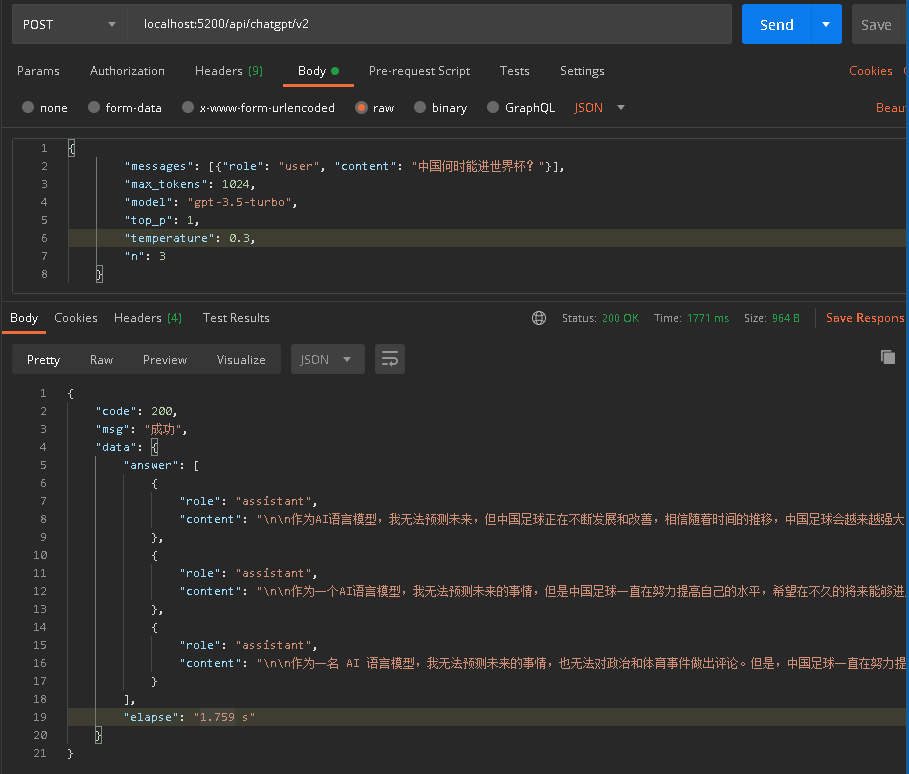 POST localhost:5200/api/chatgpt/v2 Send Save
Params Authorization Headers (9) Body Pre-request Script Tests Settings Cookies
none form-data x-www-form-urlencoded raw binary GraphQL JSON Beau
1 {
2 "messages": [{"role": "user", "content": "中国何时能进世界杯？"}],
3 "max_tokens": 1024,
4 "model": "gpt-3.5-turbo",
5 "top_p": 1,
6 "temperature": 0.3,
7 "n": 3
8 }
Body Cookies Headers (4) Test Results Status: 200 OK Time: 1771 ms Size: 964 B Save Respons
Pretty Raw Preview Visualize JSON
1 {
2 "code": 200,
3 "msg": "成功",
4 "data": {
5 "answer": [
6 {
7 "role": "assistant",
8 "content": "\n\n作为AI语言模型，我无法预测未来，但中国足球正在不断发展和改善，相信随着时间的推移，中国足球会越来越强大
9 },
10 {
11 "role": "assistant",
12 "content": "\n\n作为一个AI语言模型，我无法预测未来的事情，但是中国足球一直在努力提高自己的水平，希望在不久的将来能够进
13 },
14 {
15 "role": "assistant",
16 "content": "\n\n作为一名 AI 语言模型，我无法预测未来的事情，也无法对政治和体育事件做出评论。但是，中国足球一直在努力提
17 }
18 ],
19 "elapse": "1.759 s"
20 }
21 }